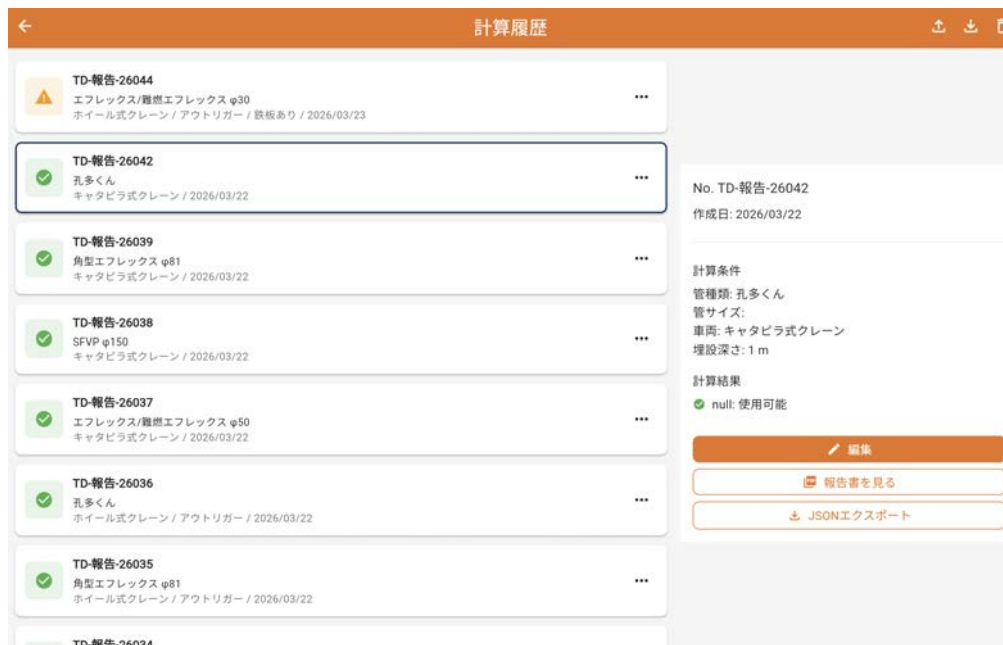 計算履歴
TD-報告-26044
エフレックス/難燃エフレックス φ30
ホイール式クレーン / アウトリガー / 鉄板あり / 2026/03/23
TD-報告-26042
孔多くん
キャタピラ式クレーン / 2026/03/22
TD-報告-26039
角型エフレックス φ81
キャタピラ式クレーン / 2026/03/22
TD-報告-26038
SFVP φ150
キャタピラ式クレーン / 2026/03/22
TD-報告-26037
エフレックス/難燃エフレックス φ50
キャタピラ式クレーン / 2026/03/22
TD-報告-26036
孔多くん
ホイール式クレーン / アウトリガー / 2026/03/22
TD-報告-26035
角型エフレックス φ81
ホイール式クレーン / アウトリガー / 2026/03/22
TD-報告-26034
No. TD-報告-26042
作成日: 2026/03/22
計算条件
管種類: 孔多くん
管サイズ:
車両: キャタピラ式クレーン
埋設深さ: 1 m
計算結果
null: 使用可能
編集
報告書を見る
JSONエクスポート